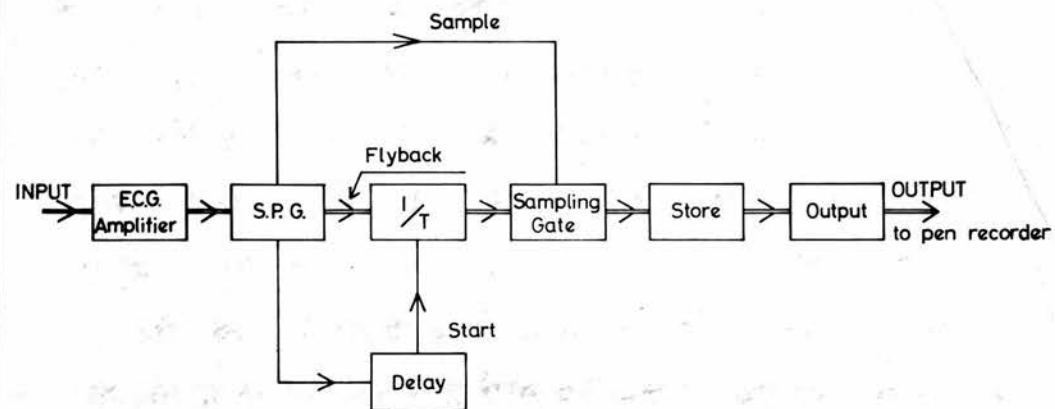 Sample
Flyback
INPUT
E.C.G.
Amplifier
S.P.G.
1/T
Sampling
Gate
Store
Output
OUTPUT
to pen recorder
Start
Delay